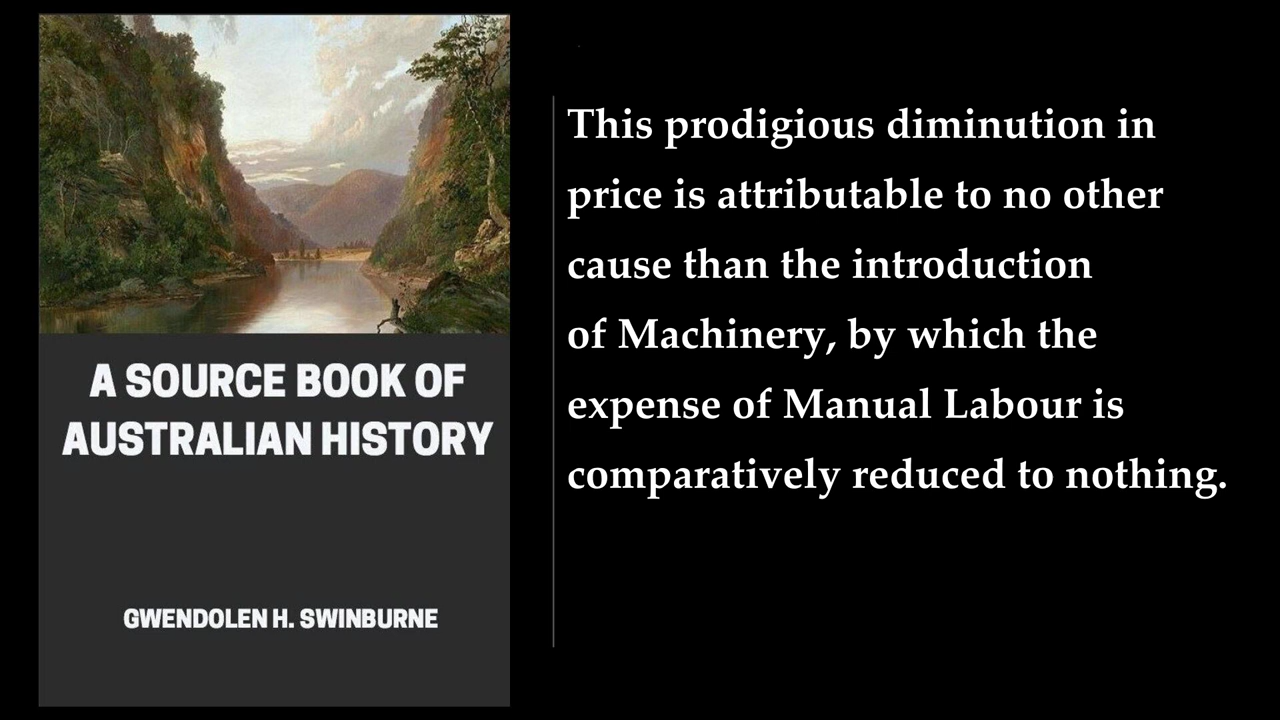 A SOURCE BOOK OF
AUSTRALIAN HISTORY
GWENDOLEN H. SWINBURNE
This prodigious diminution in
price is attributable to no other
cause than the introduction
of Machinery, by which the
expense of Manual Labour is
comparatively reduced to nothing.